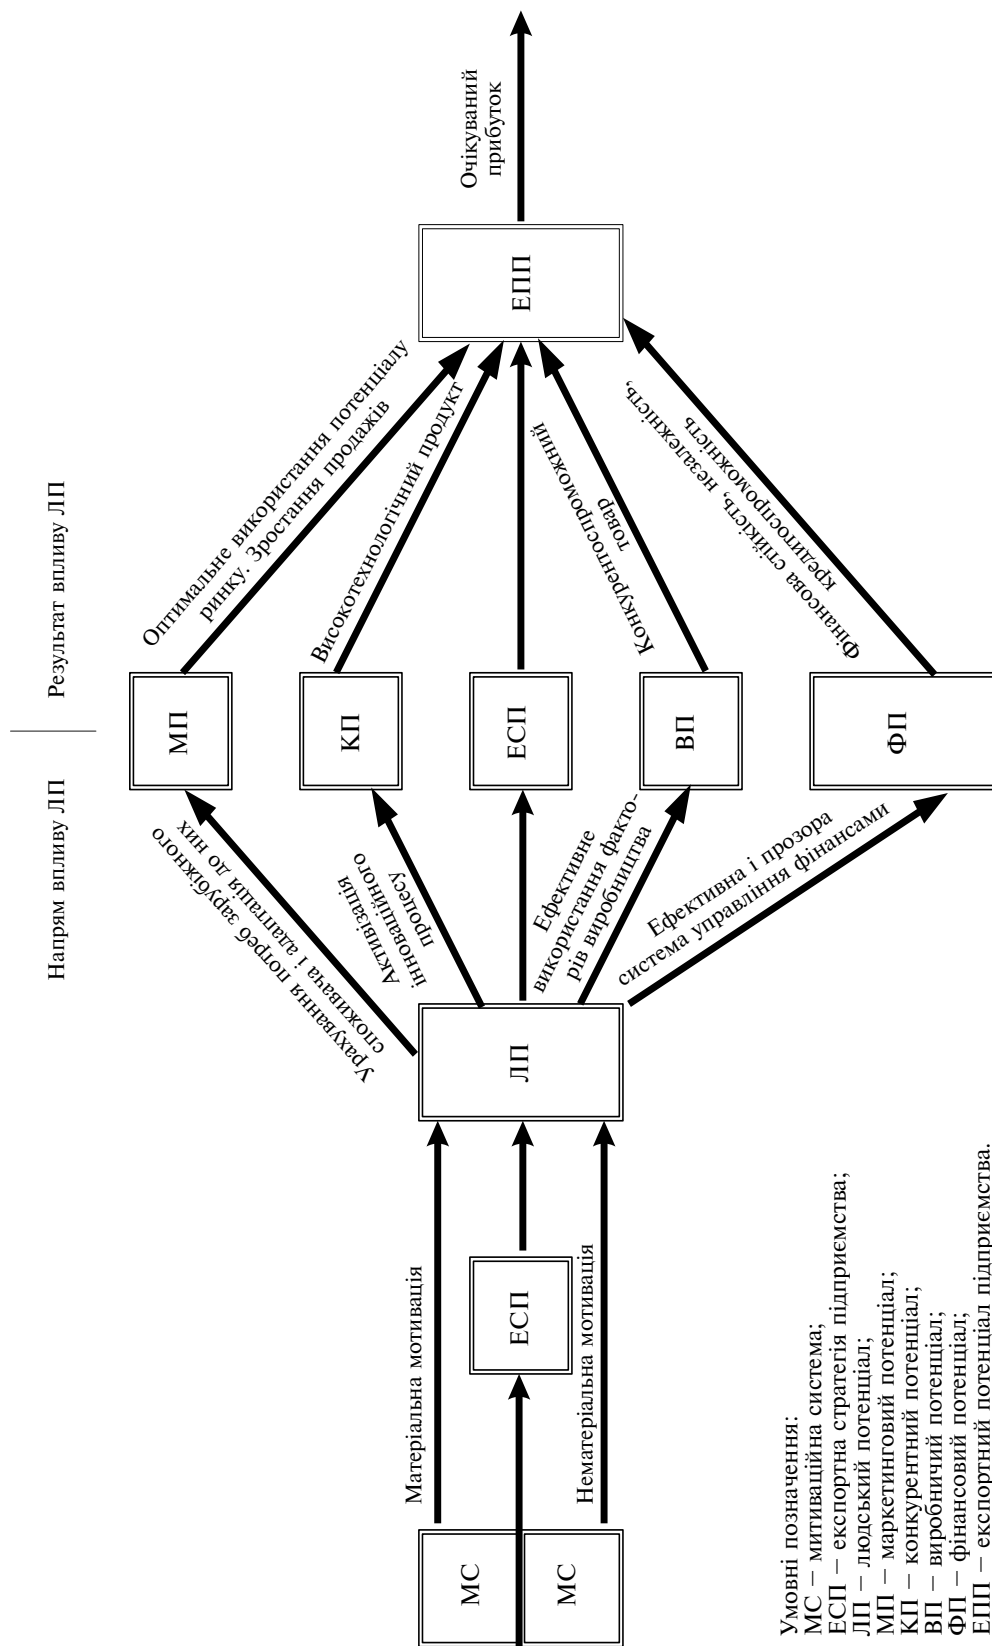 Напрям впливу ЛП
Результат впливу ЛП
МС
МС
Матеріальна мотивація
Нематеріальна мотивація
ЕСП
ЛП
Урахування потреб зарубіжного
споживача і адаптація до них
Активізація
інноваційного
процесу
Ефективне
використання факто-
рів виробництва
Ефективна і прозора
система управління фінансами
МП
КП
ЕСП
ВП
ФП
Оптимальне використання потенціалу
ринку. Зростання продажів
Високотехнологічний продукт
Конкурентоспроможний
товар
Фінансова стійкість, незалежність,
кредитоспроможність
ЕПП
Очікуваний
прибуток
Умовні позначення:
МС – митиваційна система;
ЕСП – експортна стратегія підприємства;
ЛП – людський потенціал;
МП – маркетинговий потенціал;
КП – конкурентний потенціал;
ВП – виробничий потенціал;
ФП – фінансовий потенціал;
ЕПП – експортний потенціал підприємства.